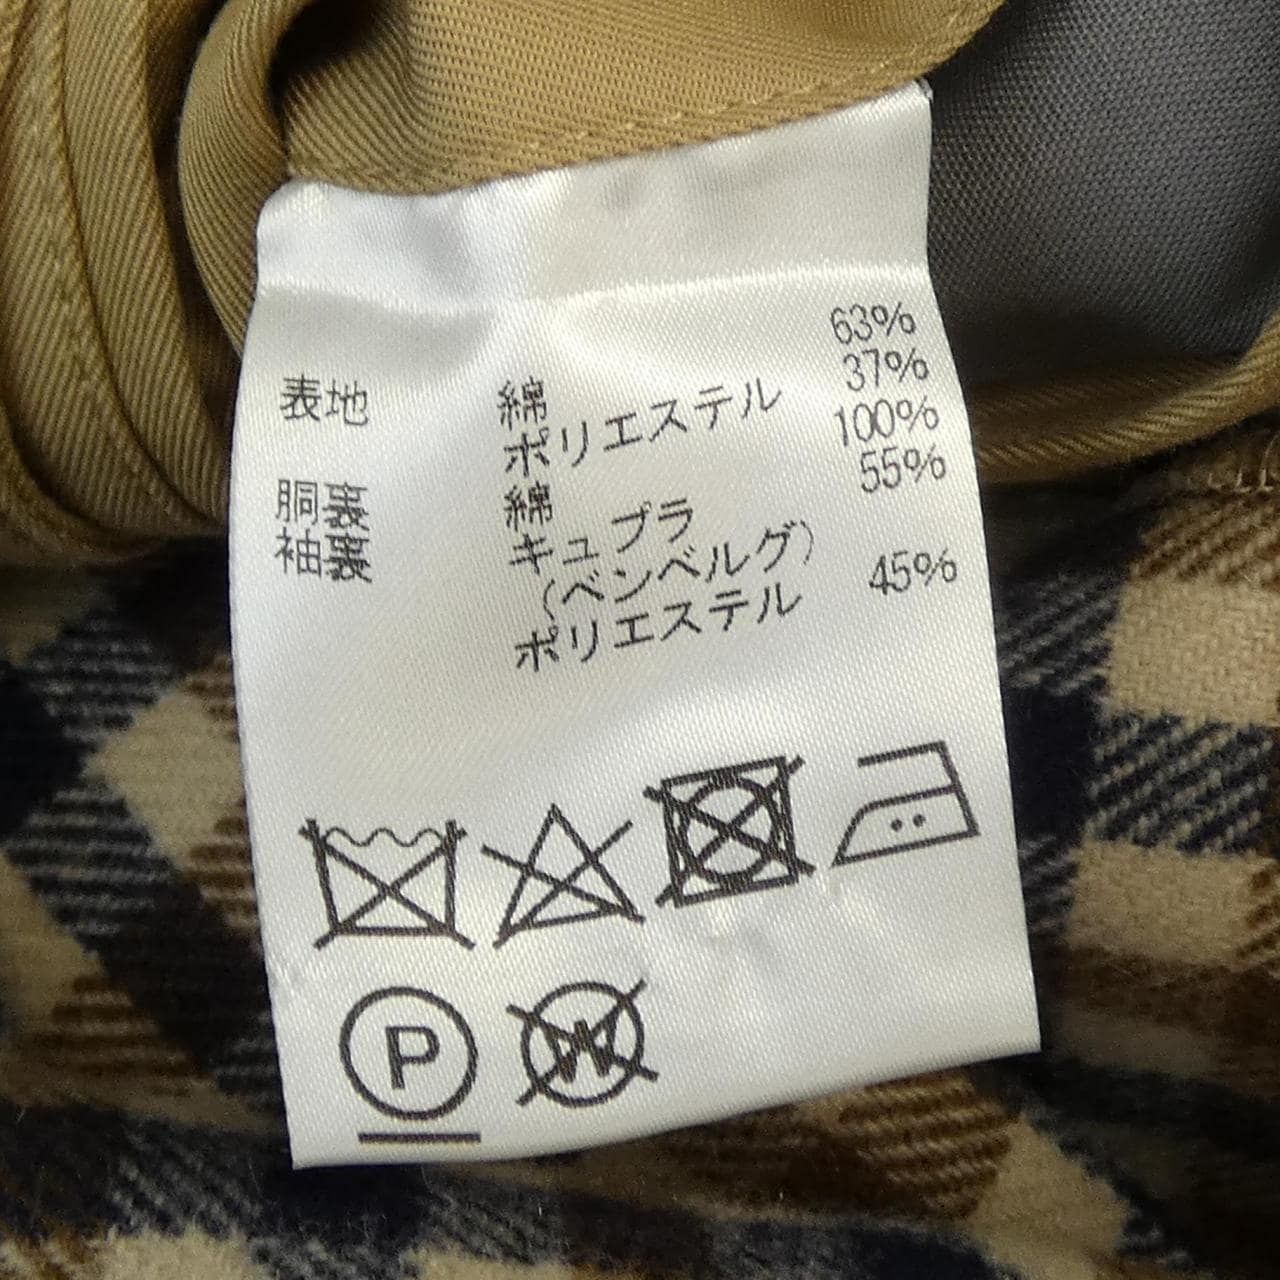 表地 綿 63%
ポリエステル 37%
胴裏 綿 100%
袖裏 キュプラ 55%
(ベンベルグ)
ポリエステル 45%
P W